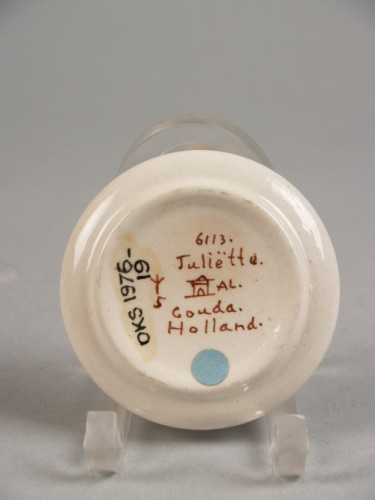 6113.
Juliëtte.
AL.
Gouda.
Holland.
5
OKS 1976-
19